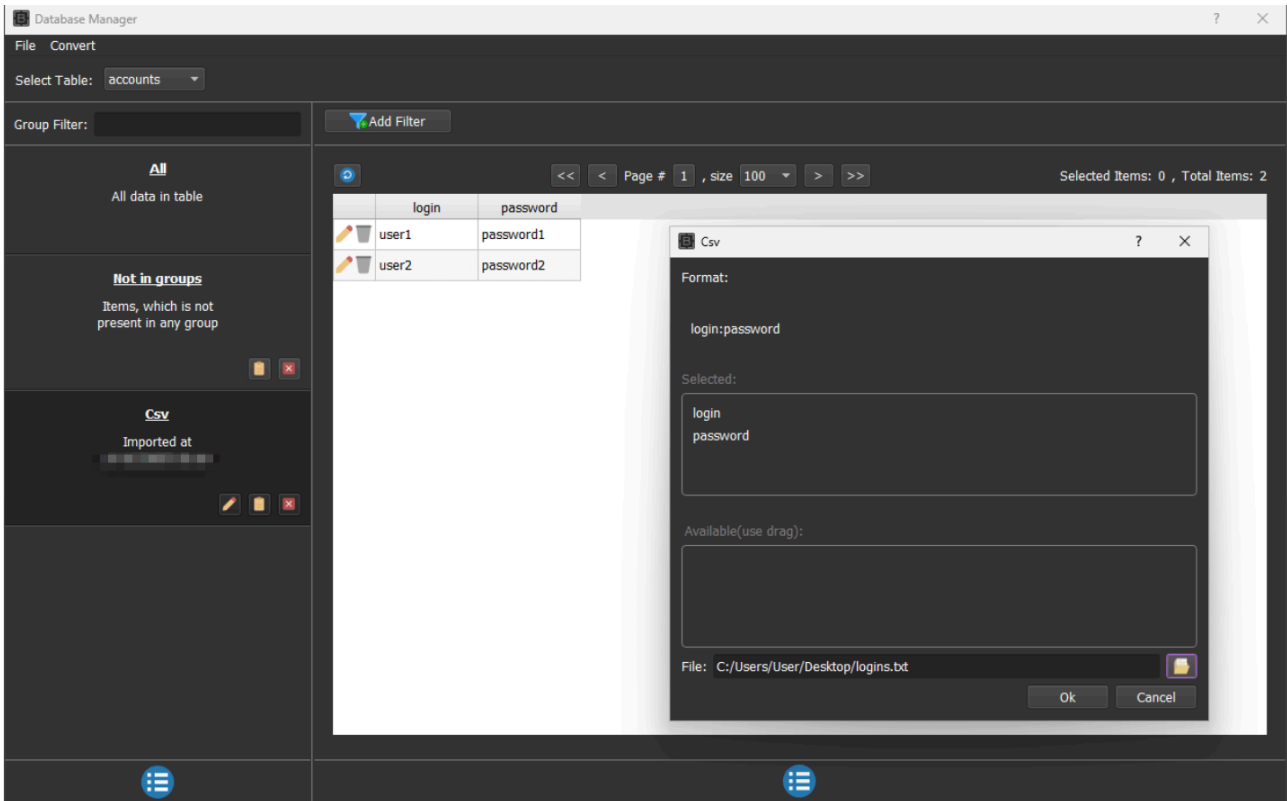 Database Manager
File Convert
Select Table: accounts
Group Filter:
Add Filter
All
All data in table
<< < Page # 1 , size 100 > >>
Selected Items: 0 , Total Items: 2
login password
user1 password1
user2 password2
Not in groups
Items, which is not
present in any group
Csv
Imported at
Csv
Format:
login:password
Selected:
login
password
Available(use drag):
File: C:/Users/User/Desktop/logins.txt
Ok Cancel